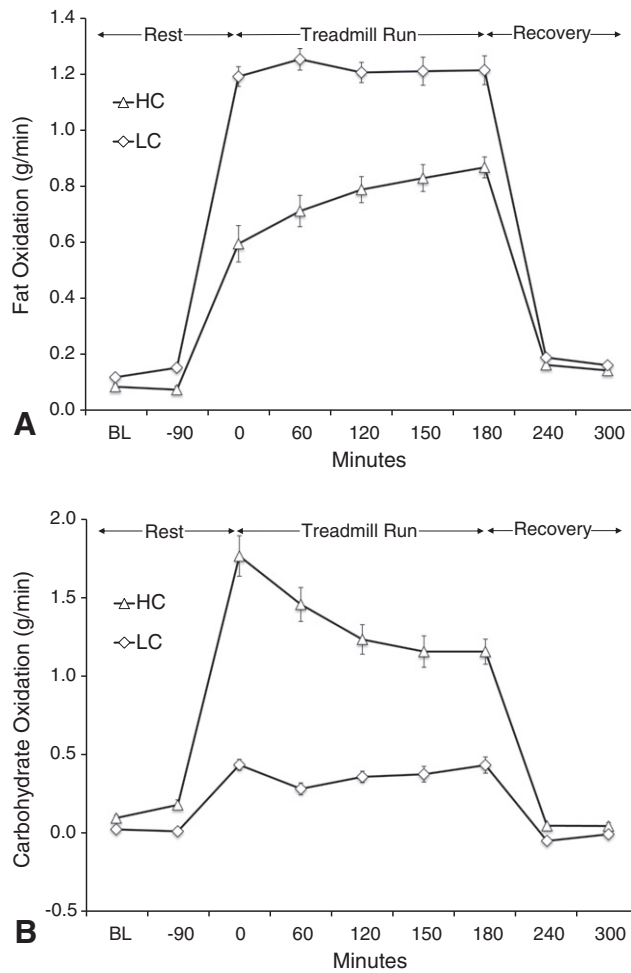 1.4
Rest Treadmill Run Recovery
1.2
HC
LC
1.0
0.8
0.6
0.4
0.2
0.0
Fat Oxidation (g/min)
A
BL -90 0 60 120 150 180 240 300
Minutes
2.0
Rest Treadmill Run Recovery
1.5
HC
LC
1.0
0.5
0.0
-0.5
Carbohydrate Oxidation (g/min)
B
BL -90 0 60 120 150 180 240 300
Minutes